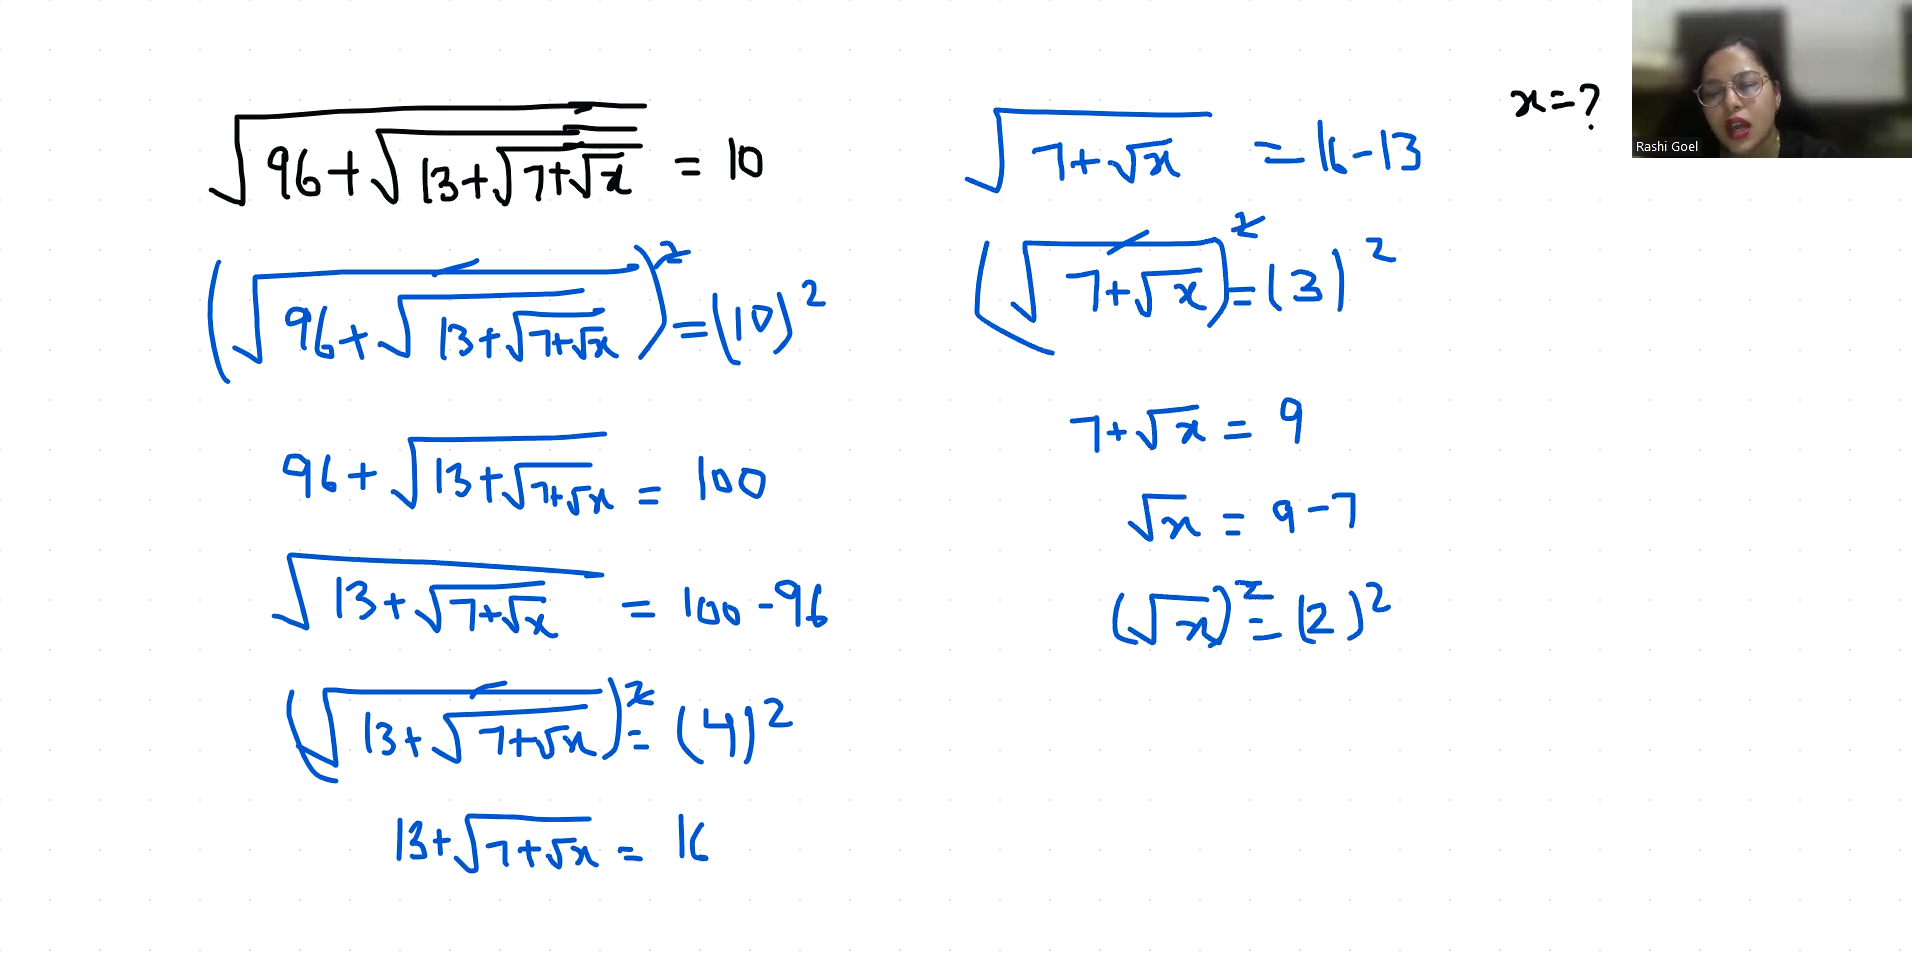 √(96+√(13+√(7+√x))) = 10
(√(96+√(13+√(7+√x))))² = (10)²
96+√(13+√(7+√x)) = 100
√(13+√(7+√x)) = 100-96
(√(13+√(7+√x)))² = (4)²
13+√(7+√x) = 16
√(7+√x) = 16-13
(√(7+√x))² = (3)²
7+√x = 9
√x = 9-7
(√x)² = (2)²
x=?
Rashi Goel